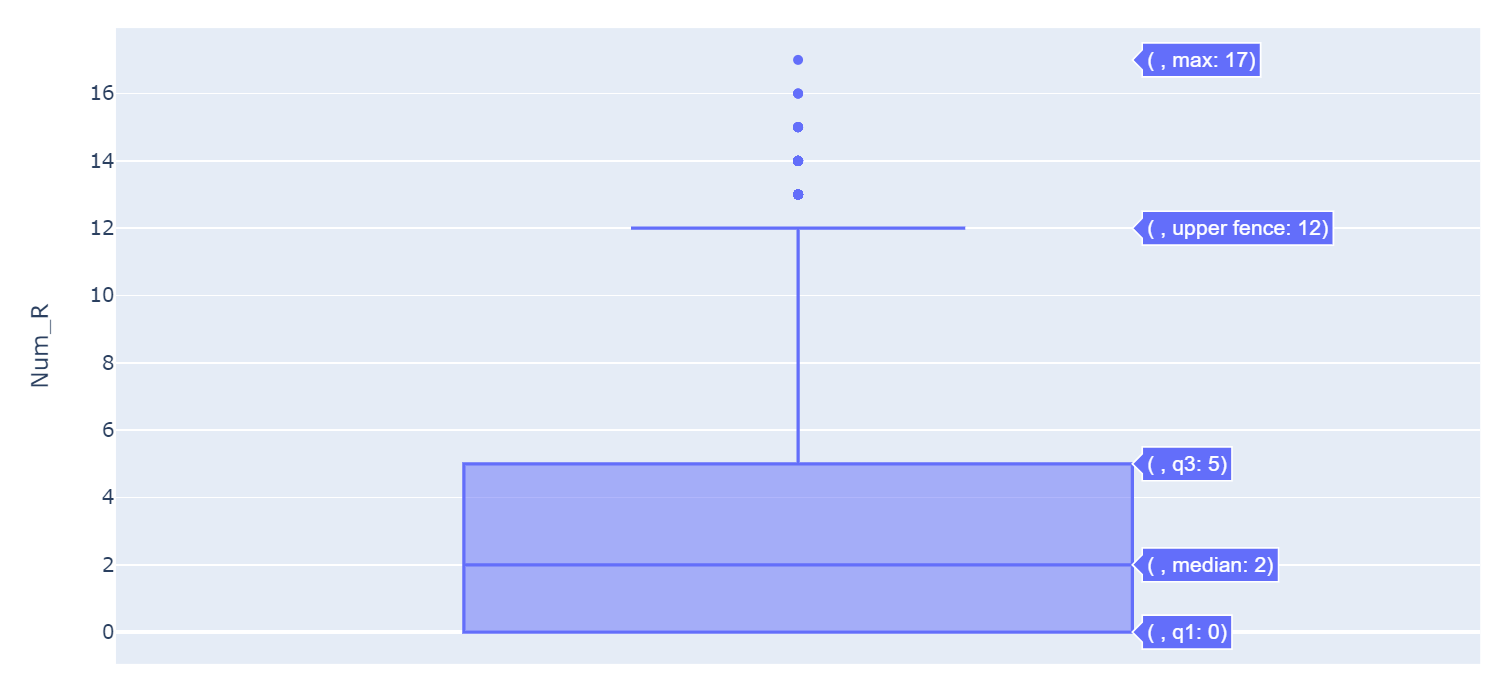 Num_R
16
14
12
10
8
6
4
2
0
( , max: 17)
( , upper fence: 12)
( , q3: 5)
( , median: 2)
( , q1: 0)